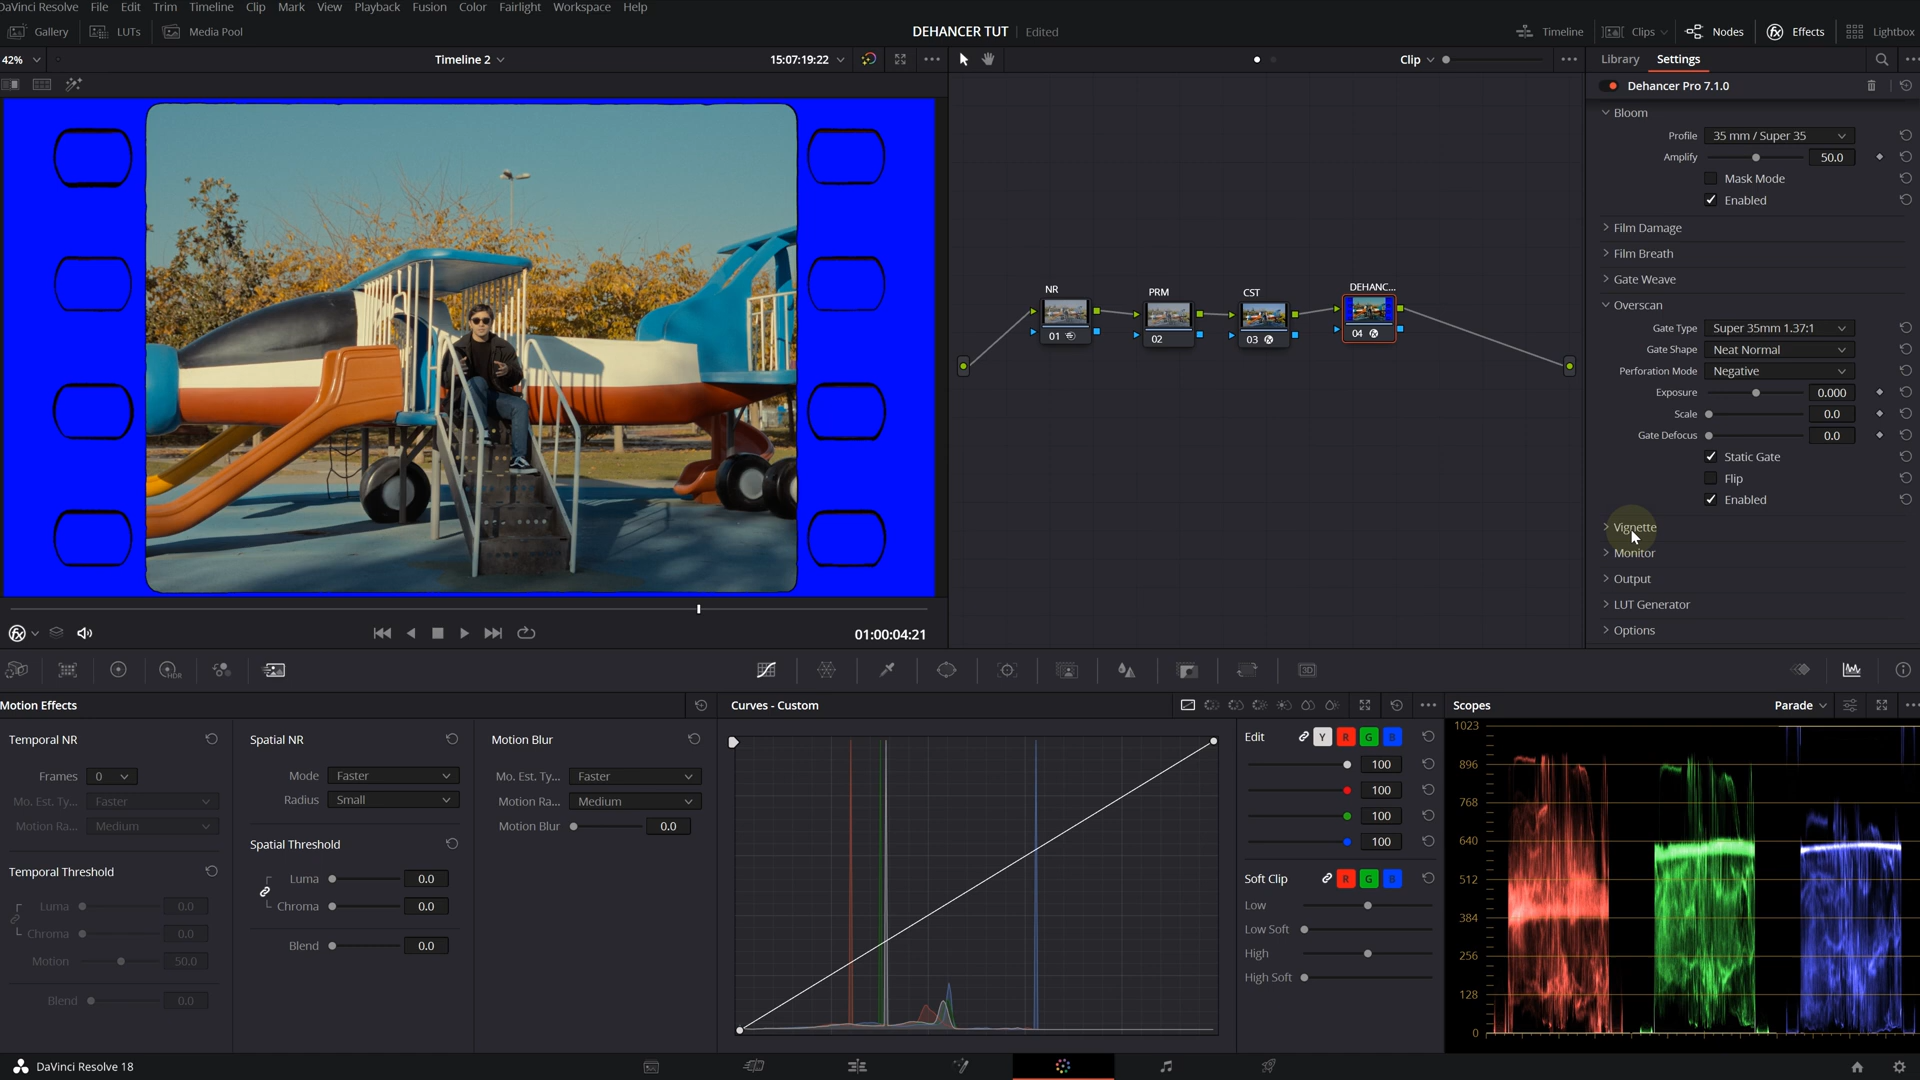 DaVinci Resolve File Edit Trim Timeline Clip Mark View Playback Fusion Color Fairlight Workspace Help
Gallery LUTs Media Pool DEHANCER TUT Edited Timeline Clips Nodes Effects Lightbox
42% Timeline 2 15:07:19:22 Clip Library Settings
Dehancer Pro 7.1.0
Bloom
Profile 35 mm / Super 35
Amplify 50.0
Mask Mode
Enabled
Film Damage
Film Breath
Gate Weave
Overscan
Gate Type Super 35mm 1.37:1
Gate Shape Neat Normal
Perforation Mode Negative
Exposure 0.000
Scale 0.0
Gate Defocus 0.0
Static Gate
Flip
Enabled
Vignette
Monitor
Output
LUT Generator
Options
NR PRM CST DEHANC...
01 02 03 04
01:00:04:21
HDR 3D
Motion Effects
Temporal NR
Frames 0
Mo. Est. Ty... Faster
Motion Ra... Medium
Temporal Threshold
Luma 0.0
Chroma 0.0
Motion 50.0
Blend 0.0
Spatial NR
Mode Faster
Radius Small
Spatial Threshold
Luma 0.0
Chroma 0.0
Blend 0.0
Motion Blur
Mo. Est. Ty... Faster
Motion Ra... Medium
Motion Blur 0.0
Curves - Custom
Edit Y R G B
100
100
100
100
Soft Clip R G B
Low
Low Soft
High
High Soft
Scopes Parade
1023
896
768
640
512
384
256
128
0
DaVinci Resolve 18